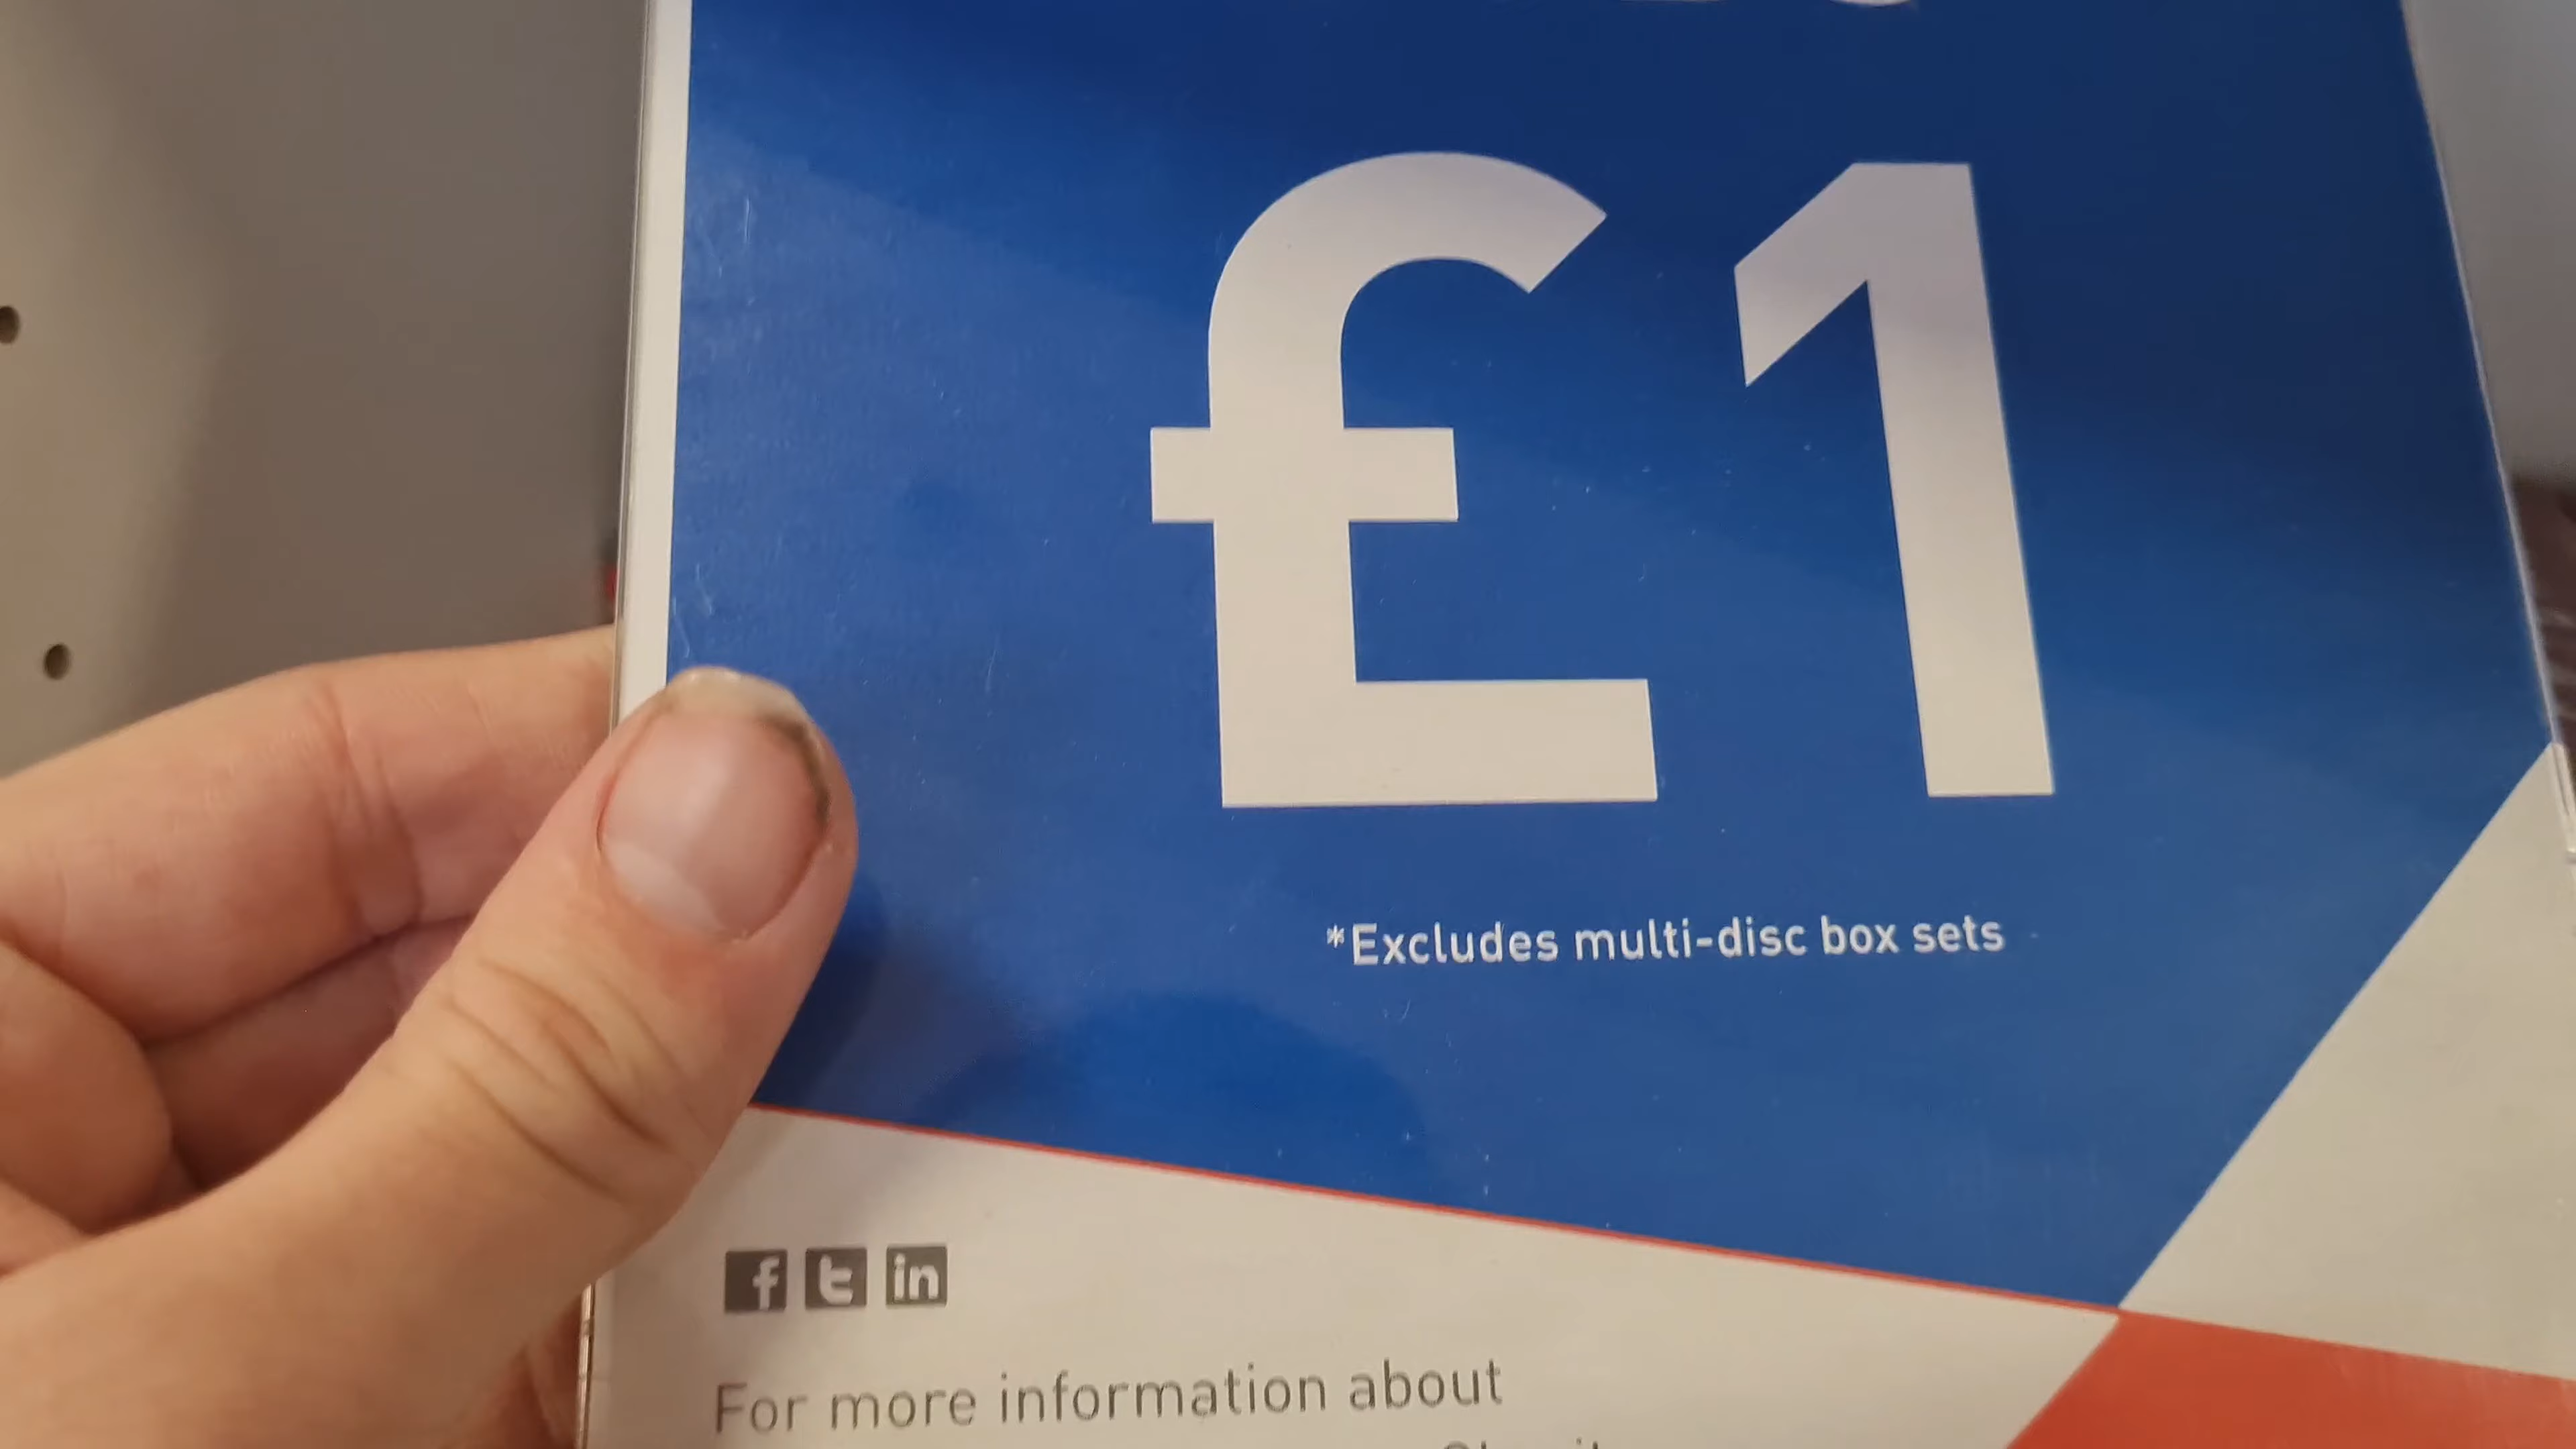 £1
*Excludes multi-disc box sets
f t in
For more information about